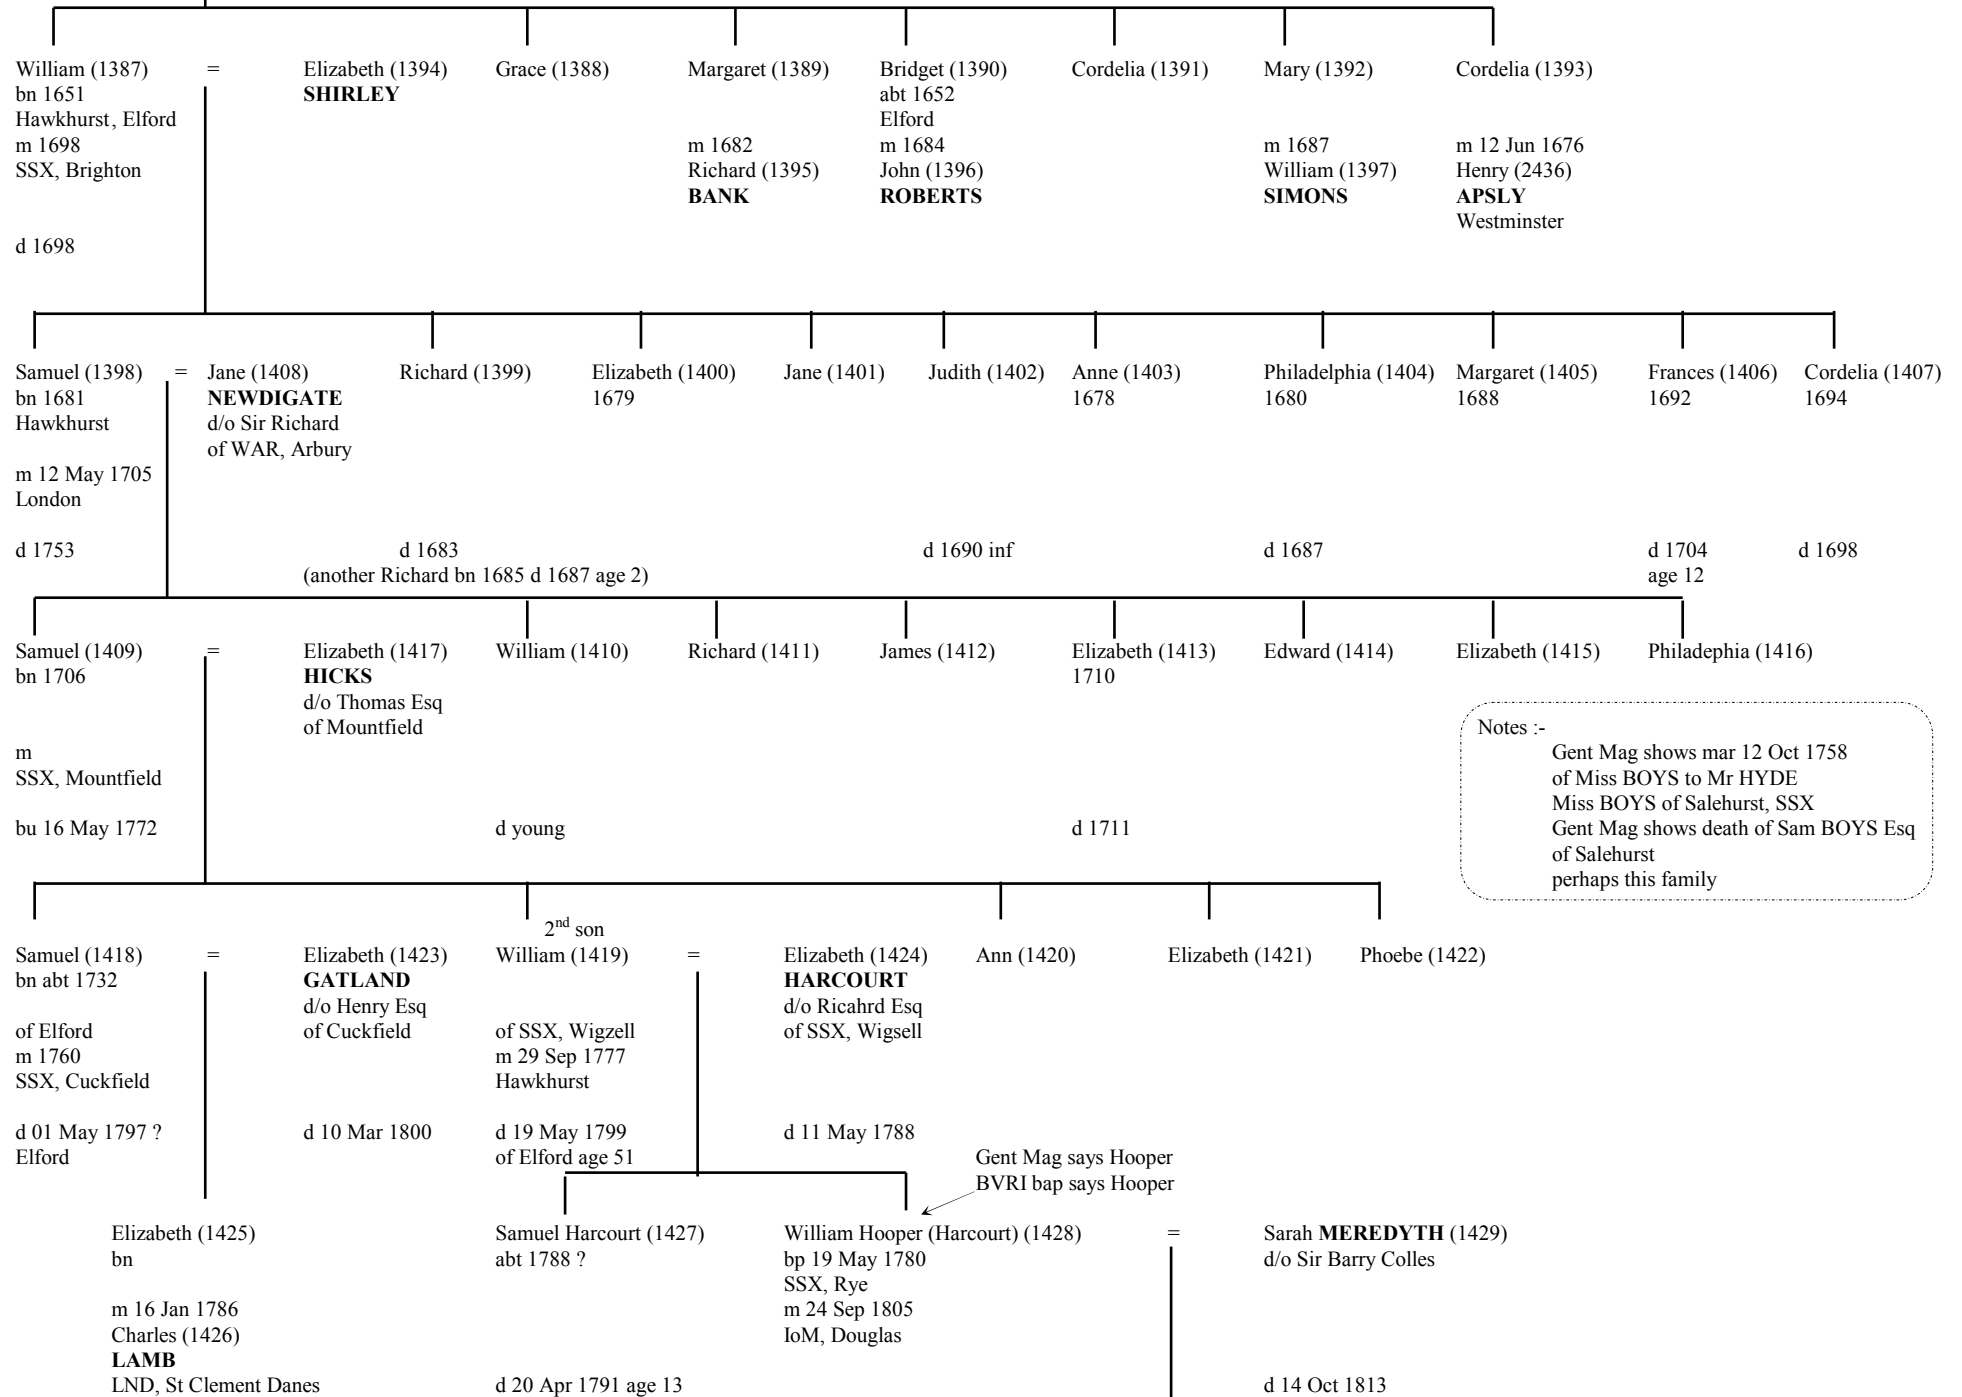 William (1387)
=
Elizabeth (1394)
Grace (1388)
Margaret (1389)
Bridget (1390)
Cordelia (1391)
Mary (1392)
Cordelia (1393)
bn 1651
SHIRLEY
abt 1652
Hawkhurst, Elford
Elford
m 1698
m 1682
m 1684
m 1687
m 12 Jun 1676
SSX, Brighton
Richard (1395)
John (1396)
William (1397)
Henry (2436)
BANK
ROBERTS
SIMONS
APSLY
Westminster
d 1698
Samuel (1398)
=
Jane (1408)
Richard (1399)
Elizabeth (1400)
Jane (1401)
Judith (1402)
Anne (1403)
Philadelphia (1404)
Margaret (1405)
Frances (1406)
Cordelia (1407)
bn 1681
NEWDIGATE
1679
1678
1680
1688
1692
1694
Hawkhurst
d/o Sir Richard
of WAR, Arbury
m 12 May 1705
London
d 1753
d 1683
d 1690 inf
d 1687
d 1704
d 1698
(another Richard bn 1685 d 1687 age 2)
age 12
Samuel (1409)
=
Elizabeth (1417)
William (1410)
Richard (1411)
James (1412)
Elizabeth (1413)
Edward (1414)
Elizabeth (1415)
Philadephia (1416)
bn 1706
HICKS
1710
d/o Thomas Esq
of Mountfield
m
SSX, Mountfield
bu 16 May 1772
d young
d 1711
Notes :-
Gent Mag shows mar 12 Oct 1758
of Miss BOYS to Mr HYDE
Miss BOYS of Salehurst, SSX
Gent Mag shows death of Sam BOYS Esq
of Salehurst
perhaps this family
2nd son
Samuel (1418)
=
Elizabeth (1423)
William (1419)
=
Elizabeth (1424)
Ann (1420)
Elizabeth (1421)
Phoebe (1422)
bn abt 1732
GATLAND
HARCOURT
d/o Henry Esq
d/o Ricahrd Esq
of Elford
of Cuckfield
of SSX, Wigzell
of SSX, Wigsell
m 1760
m 29 Sep 1777
SSX, Cuckfield
Hawkhurst
d 01 May 1797 ?
d 10 Mar 1800
d 19 May 1799
d 11 May 1788
Elford
of Elford age 51
Gent Mag says Hooper
BVRI bap says Hooper
Elizabeth (1425)
Samuel Harcourt (1427)
William Hooper (Harcourt) (1428)
=
Sarah MEREDYTH (1429)
bn
abt 1788 ?
bp 19 May 1780
d/o Sir Barry Colles
SSX, Rye
m 16 Jan 1786
m 24 Sep 1805
Charles (1426)
IoM, Douglas
LAMB
LND, St Clement Danes
d 20 Apr 1791 age 13
d 14 Oct 1813